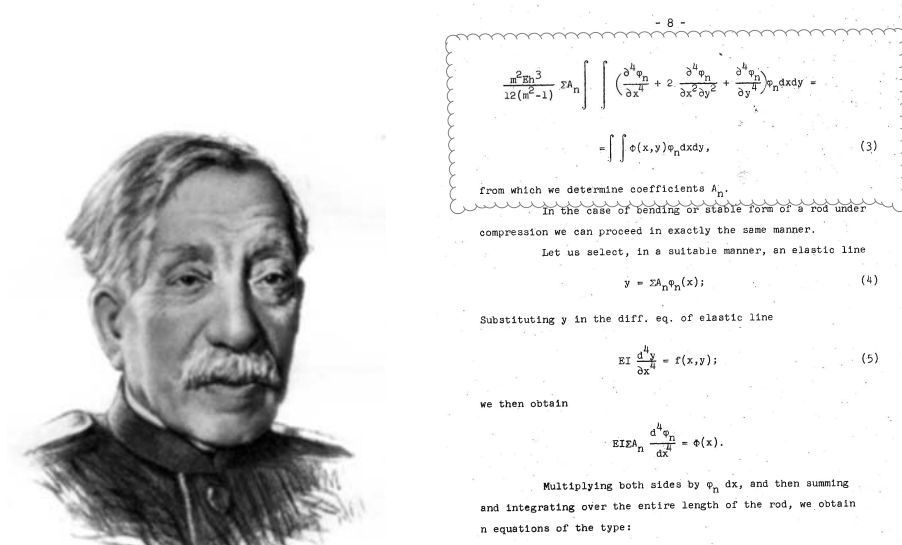 - 8 -
m²Eh³/12(m²-1) ΣAₙ∫ ∫ (∂⁴φₙ/∂x⁴ + 2 ∂⁴φₙ/∂x²∂y² + ∂⁴φₙ/∂y⁴)φₙdxdy =
=∫ ∫ Φ(x,y)φₙdxdy, (3)
from which we determine coefficients Aₙ.
In the case of bending or stable form of a rod under
compression we can proceed in exactly the same manner.
Let us select, in a suitable manner, an elastic line
y = ΣAₙφₙ(x); (4)
Substituting y in the diff. eq. of elastic line
EI d⁴y/∂x⁴ = f(x,y); (5)
we then obtain
EIΣAₙ d⁴φₙ/dx⁴ = Φ(x).
Multiplying both sides by φₙ dx, and then summing
and integrating over the entire length of the rod, we obtain
n equations of the type: